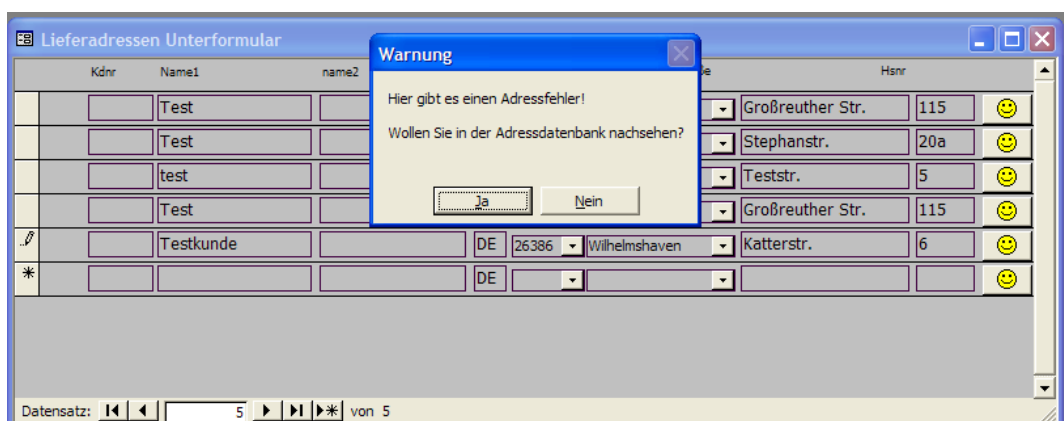 Lieferadressen Unterformular
Kdnr Name1 name2 Hsnr
Warnung
Hier gibt es einen Adressfehler!
Wollen Sie in der Adressdatenbank nachsehen?
Ja Nein
Test Großreuther Str. 115
Test Stephanstr. 20a
test Teststr. 5
Test Großreuther Str. 115
Testkunde DE 26386 Wilhelmshaven Katterstr. 6
DE
Datensatz: 5 von 5